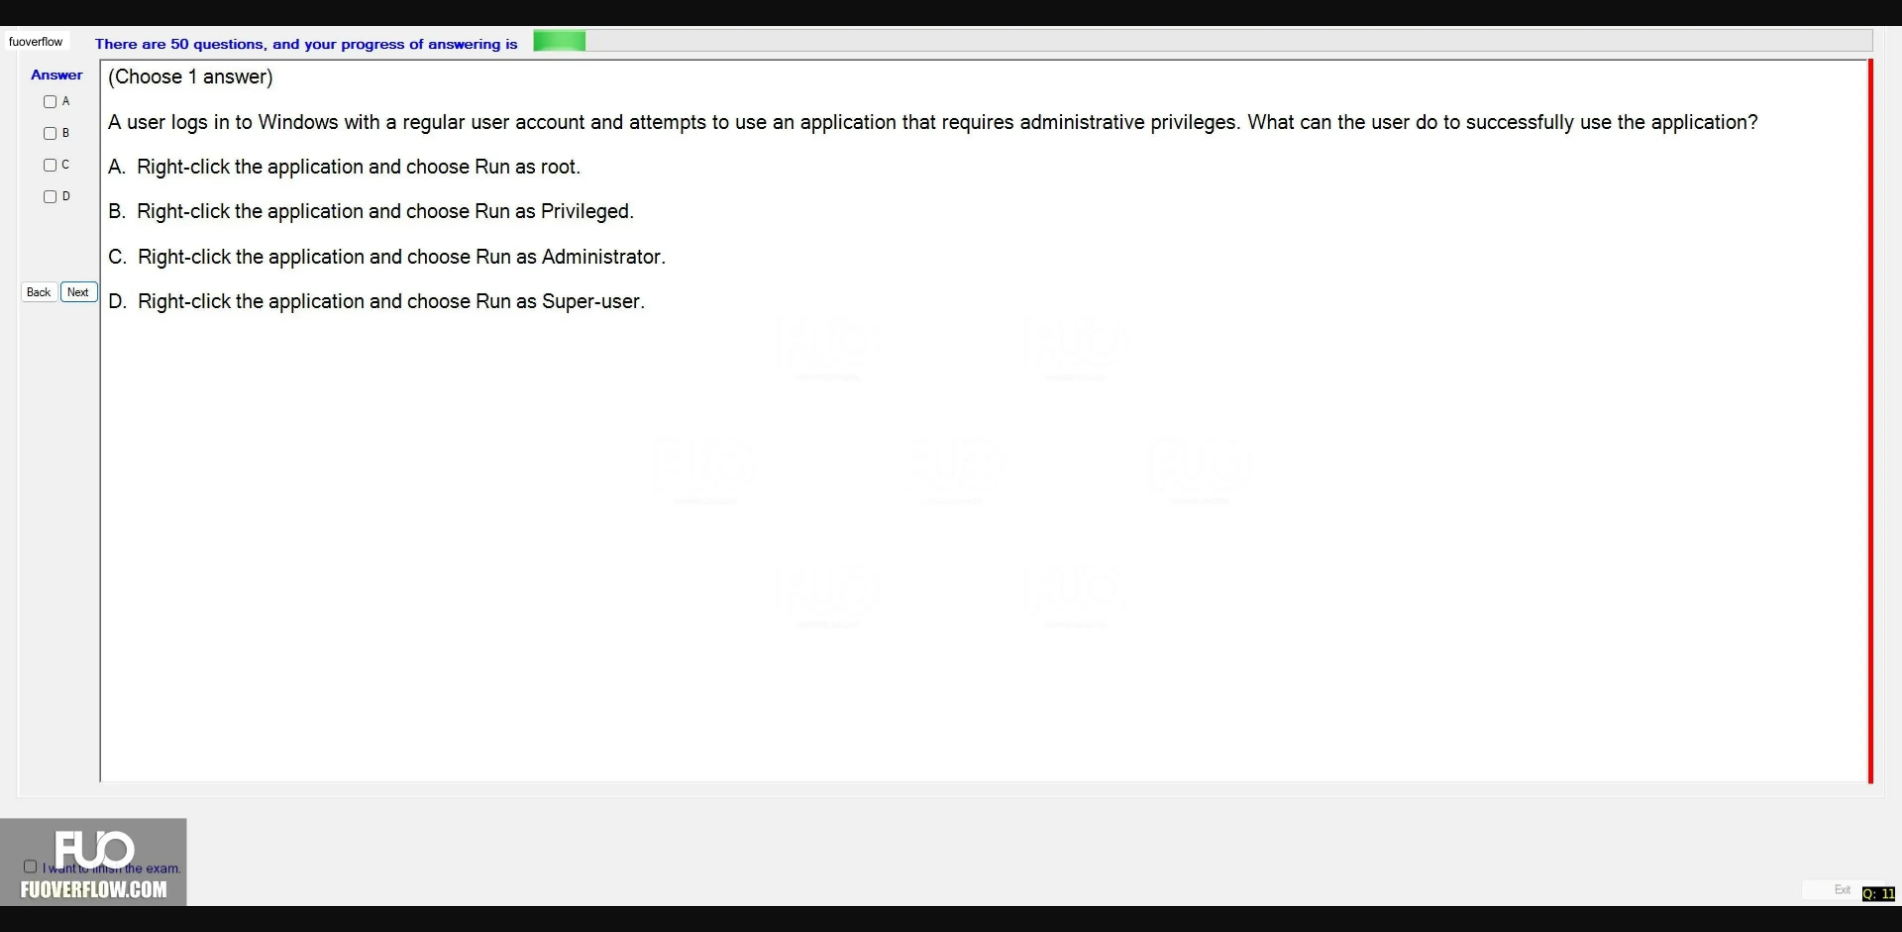 fuoverflow
There are 50 questions, and your progress of answering is
Answer
A
B
C
D
Back
Next
(Choose 1 answer)
A user logs in to Windows with a regular user account and attempts to use an application that requires administrative privileges. What can the user do to successfully use the application?
A. Right-click the application and choose Run as root.
B. Right-click the application and choose Run as Privileged.
C. Right-click the application and choose Run as Administrator.
D. Right-click the application and choose Run as Super-user.
FUO
I want to finish the exam.
FUOVERFLOW.COM
Exit
Q: 11